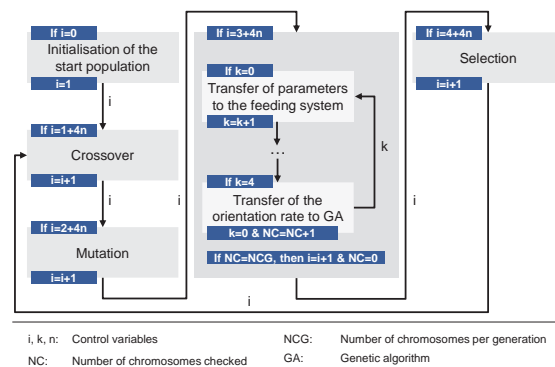 If i=0
Initialisation of the
start population
i=1
i
If i=1+4n
Crossover
i=i+1
i
If i=2+4n
Mutation
i=i+1
i
If i=3+4n
If k=0
Transfer of parameters
to the feeding system
k=k+1
...
k
If k=4
Transfer of the
orientation rate to GA
k=0 & NC=NC+1
If NC=NCG, then i=i+1 & NC=0
i
If i=4+4n
Selection
i=i+1
i
i, k, n: Control variables
NC: Number of chromosomes checked
NCG: Number of chromosomes per generation
GA: Genetic algorithm